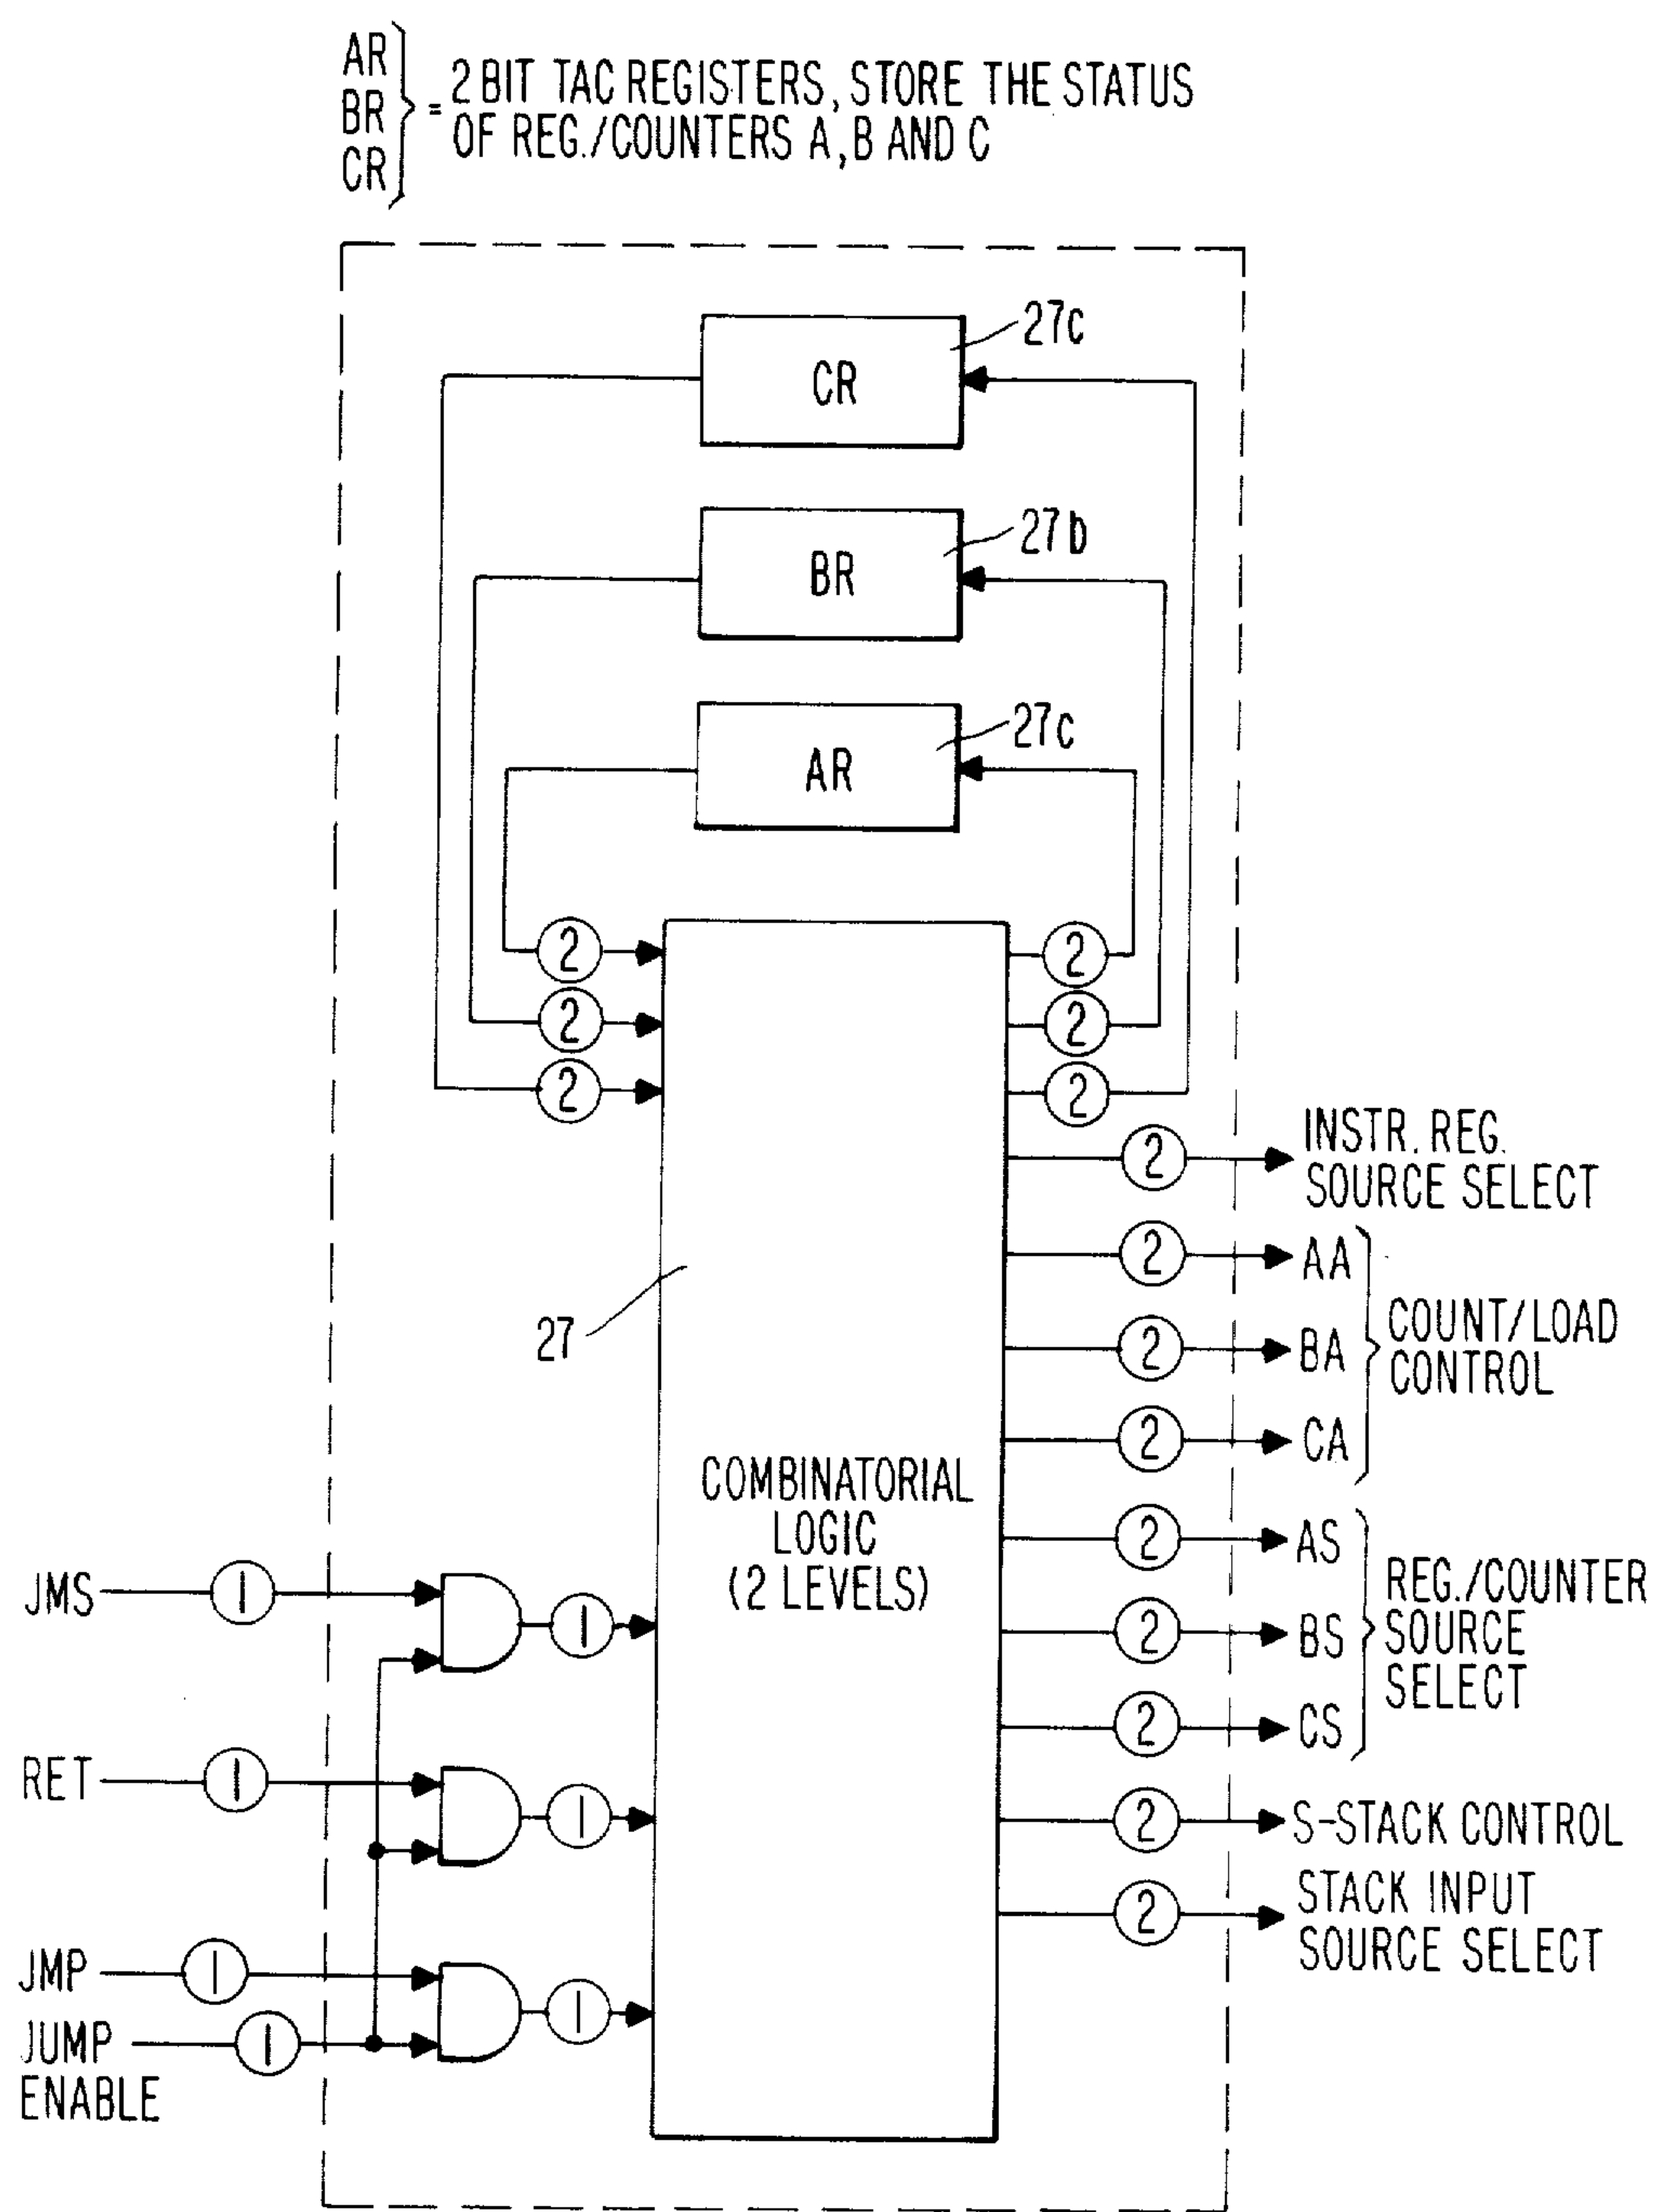 AR
BR
CR
= 2 BIT TAC REGISTERS, STORE THE STATUS
OF REG./COUNTERS A, B AND C
27c
CR
27b
BR
27c
AR
2
2
2
2
2
2
2
INSTR. REG.
SOURCE SELECT
2
AA
2
BA
2
CA
COUNT/LOAD
CONTROL
27
COMBINATORIAL
LOGIC
(2 LEVELS)
2
AS
2
BS
2
CS
REG./COUNTER
SOURCE
SELECT
2
S-STACK CONTROL
2
STACK INPUT
SOURCE SELECT
JMS
1
1
RET
1
1
JMP
1
1
JUMP
ENABLE
1